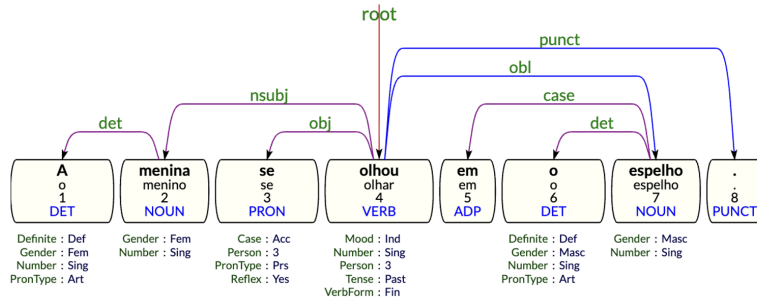 root
punct
obl
nsubj case
det obj det
A menina se olhou em o espelho .
o menino se olhar em o espelho .
1 2 3 4 5 6 7 8
DET NOUN PRON VERB ADP DET NOUN PUNCT
Definite : Def Gender : Fem Case : Acc Mood : Ind Definite : Def Gender : Masc
Gender : Fem Number : Sing Person : 3 Number : Sing Gender : Masc Number : Sing
Number : Sing PronType : Prs Person : 3 Number : Sing
PronType : Art Reflex : Yes Tense : Past PronType : Art
VerbForm : Fin